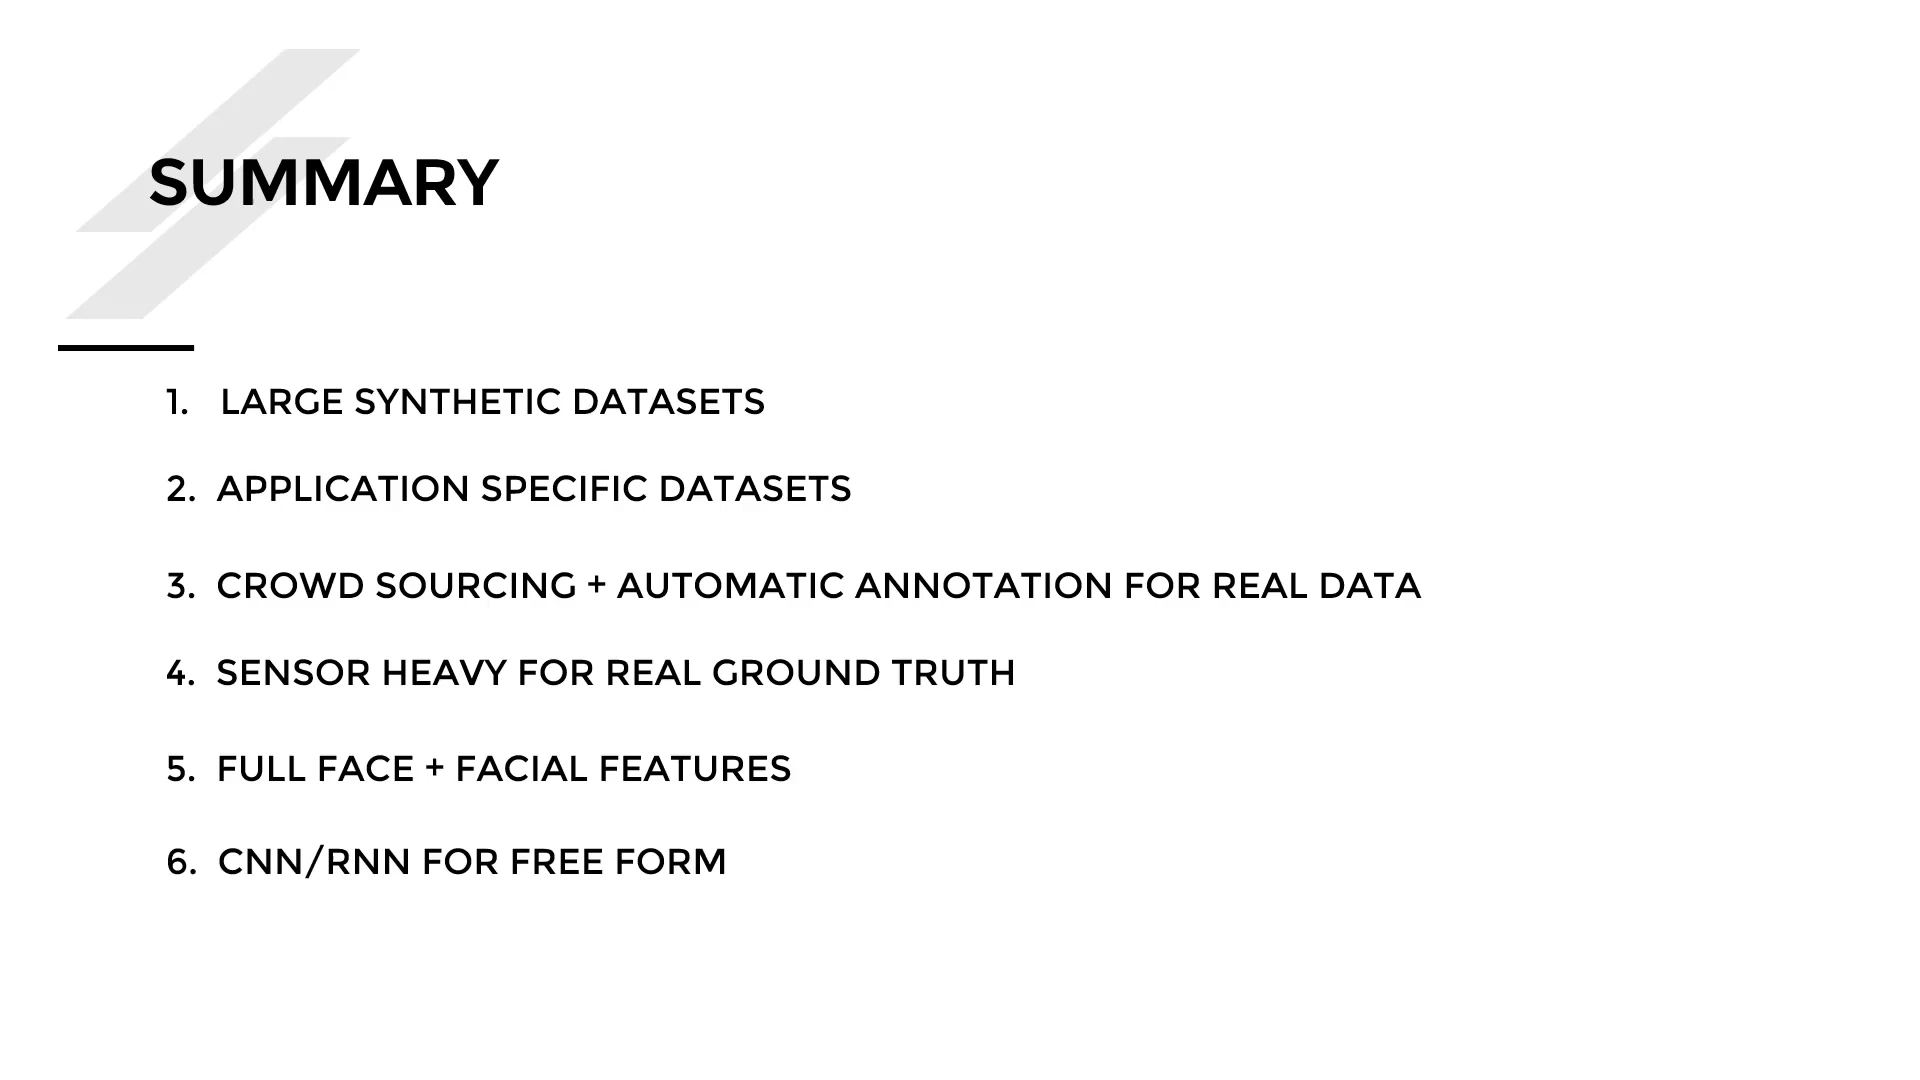 SUMMARY
1. LARGE SYNTHETIC DATASETS
2. APPLICATION SPECIFIC DATASETS
3. CROWD SOURCING + AUTOMATIC ANNOTATION FOR REAL DATA
4. SENSOR HEAVY FOR REAL GROUND TRUTH
5. FULL FACE + FACIAL FEATURES
6. CNN/RNN FOR FREE FORM